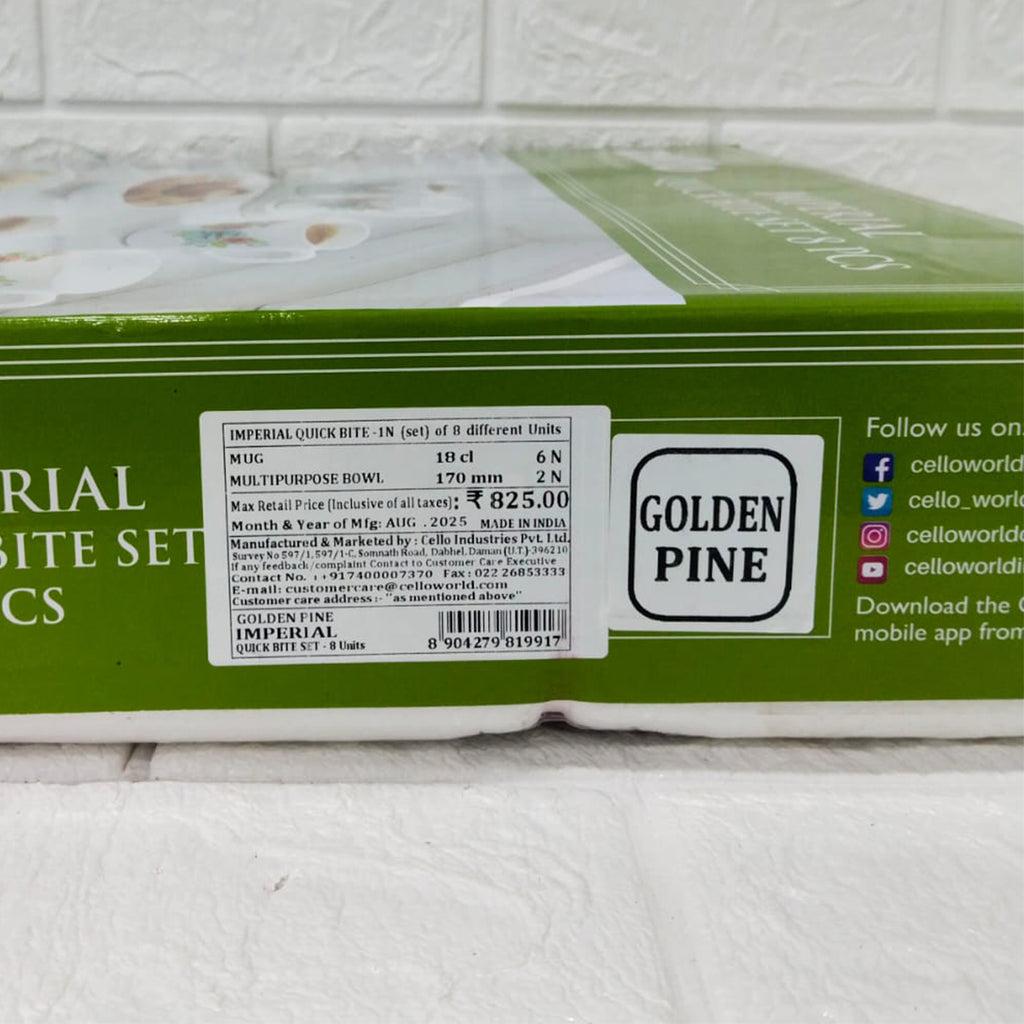 8 PCS
RIAL
BITE SET
CS
IMPERIAL QUICK BITE -1N (set) of 8 different Units
MUG 18 cl 6 N
MULTIPURPOSE BOWL 170 mm 2 N
Max Retail Price (Inclusive of all taxes): ₹ 825.00
Month & Year of Mfg: AUG . 2025 MADE IN INDIA
Manufactured & Marketed by : Cello Industries Pvt. Ltd.
Survey No 597/1, 597/1-C, Somnath Road, Dabhel, Daman (U.T.)-396210
If any feedback/complaint Contact to Customer Care Executive
Contact No. : +917400007370 Fax: 022 26853333
E-mail: customercare@celloworld.com
Customer care address :- "as mentioned above"
GOLDEN PINE
IMPERIAL
QUICK BITE SET - 8 Units
8 904279 819917
GOLDEN
PINE
Follow us on:
celloworld
cello_world
celloworld
celloworldi
Download the
mobile app from